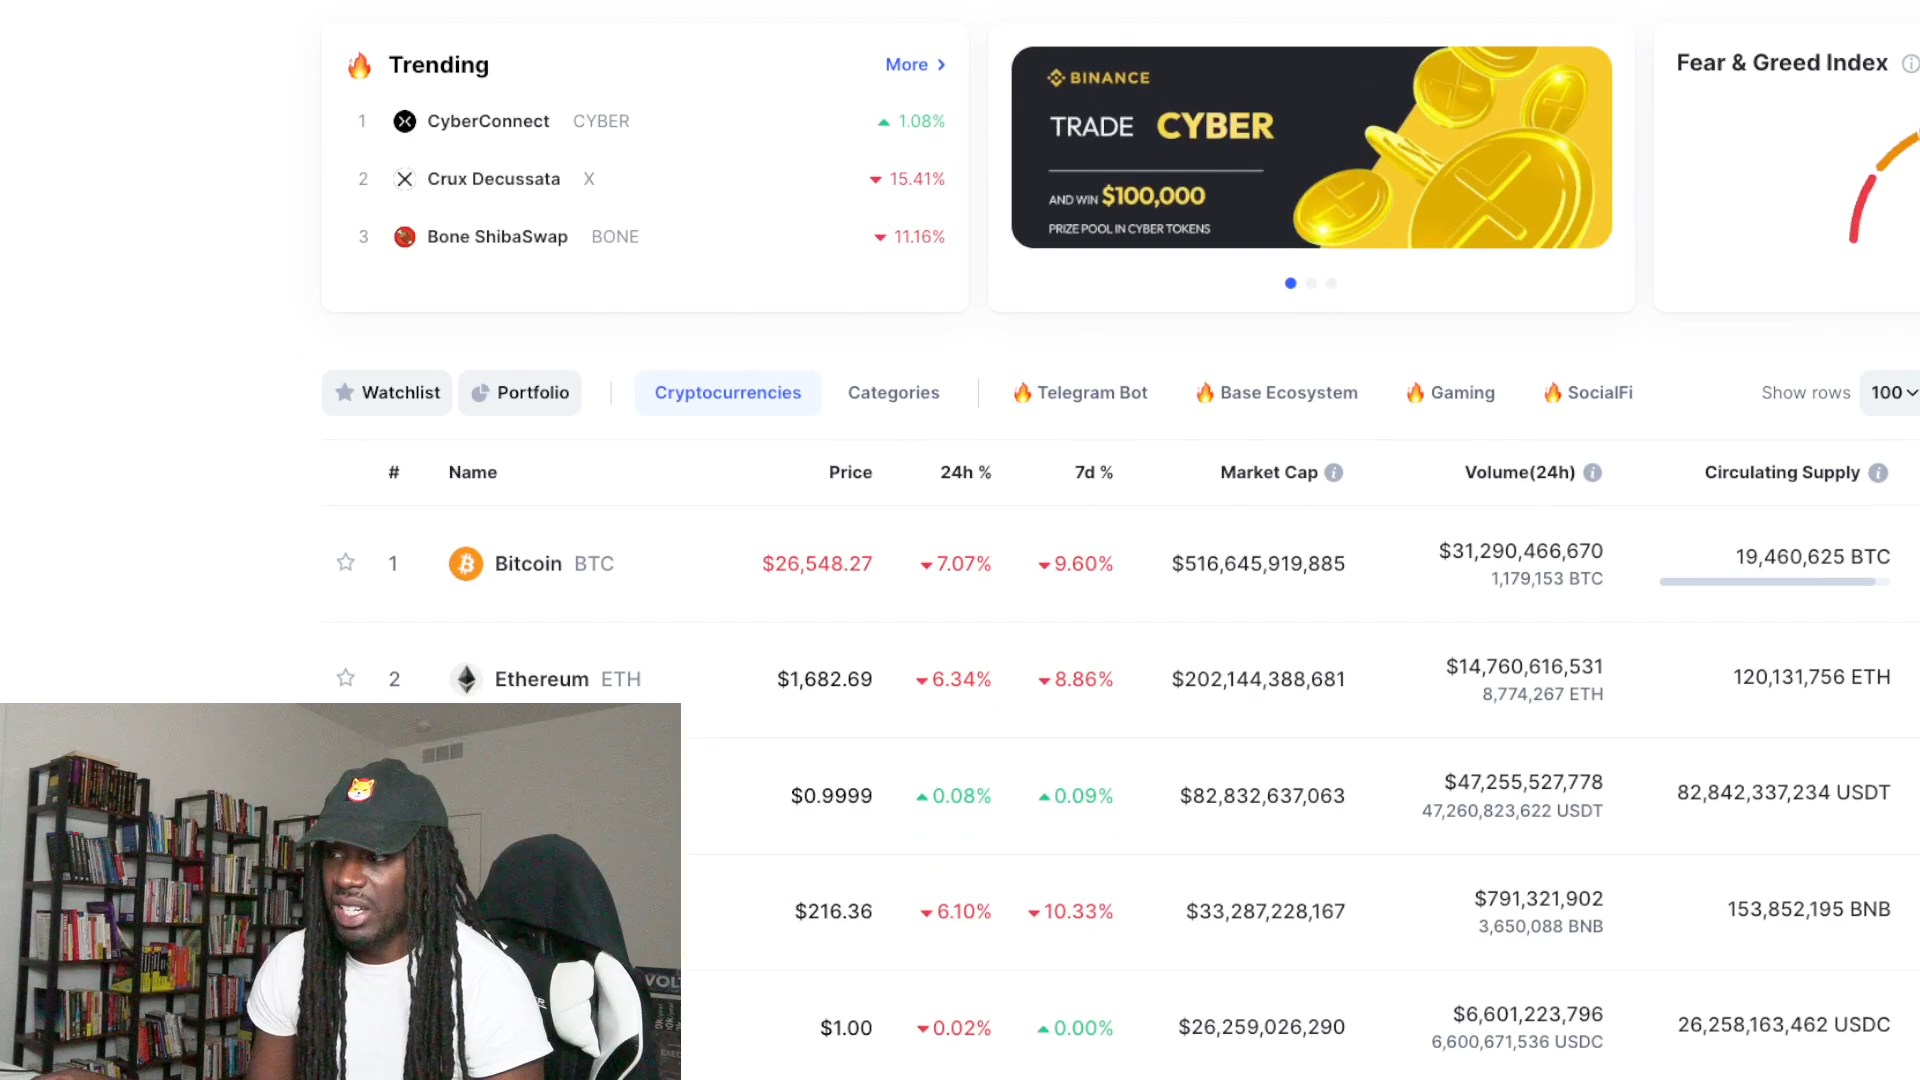 Trending
More
1 CyberConnect CYBER 1.08%
2 Crux Decussata X 15.41%
3 Bone ShibaSwap BONE 11.16%
BINANCE
TRADE CYBER
AND WIN $100,000
PRIZE POOL IN CYBER TOKENS
Fear & Greed Index
Watchlist Portfolio Cryptocurrencies Categories Telegram Bot Base Ecosystem Gaming SocialFi Show rows 100
# Name Price 24h % 7d % Market Cap Volume(24h) Circulating Supply
1 Bitcoin BTC $26,548.27 7.07% 9.60% $516,645,919,885 $31,290,466,670 19,460,625 BTC
1,179,153 BTC
2 Ethereum ETH $1,682.69 6.34% 8.86% $202,144,388,681 $14,760,616,531 120,131,756 ETH
8,774,267 ETH
$0.9999 0.08% 0.09% $82,832,637,063 $47,255,527,778 82,842,337,234 USDT
47,260,823,622 USDT
$216.36 6.10% 10.33% $33,287,228,167 $791,321,902 153,852,195 BNB
3,650,088 BNB
$1.00 0.02% 0.00% $26,259,026,290 $6,601,223,796 26,258,163,462 USDC
6,600,671,536 USDC